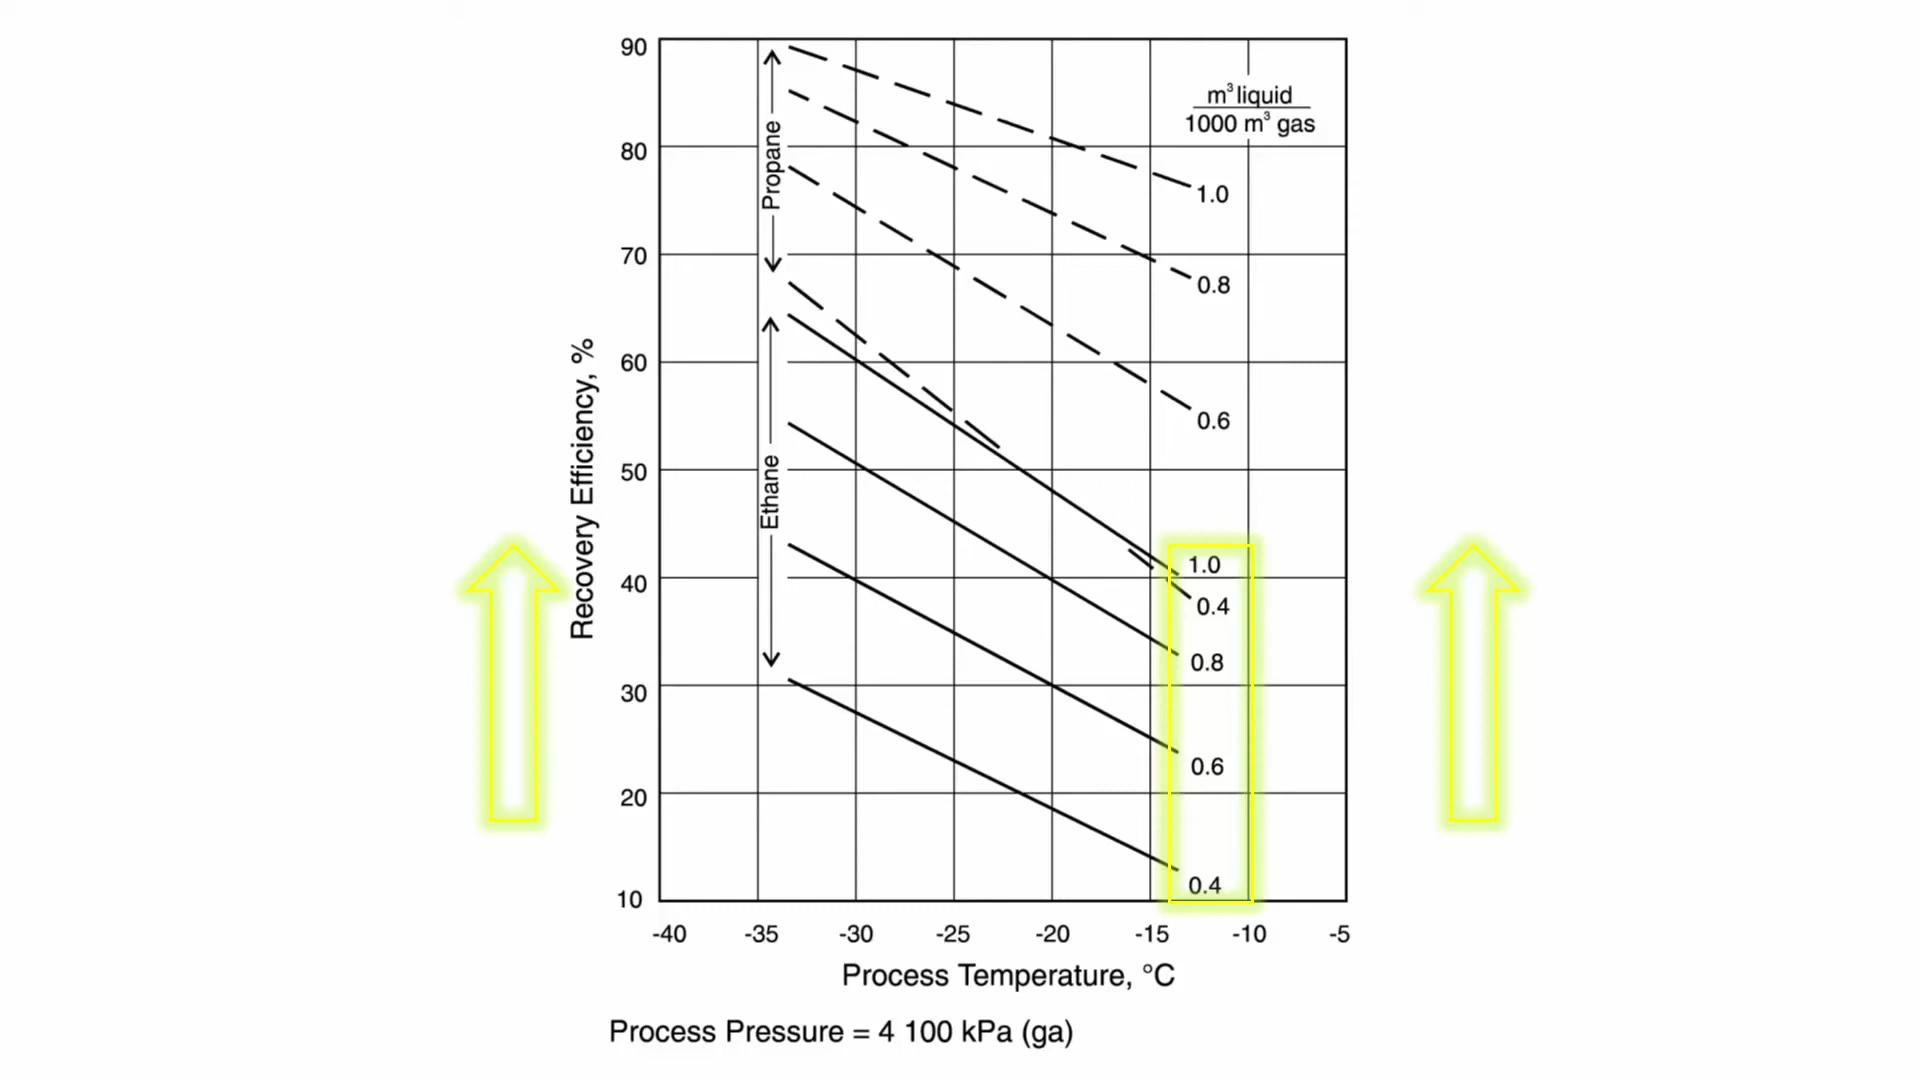 90
80
70
60
50
40
30
20
10
Recovery Efficiency, %
Propane
Ethane
m³ liquid
1000 m³ gas
1.0
0.8
0.6
1.0
0.4
0.8
0.6
0.4
-40 -35 -30 -25 -20 -15 -10 -5
Process Temperature, °C
Process Pressure = 4 100 kPa (ga)